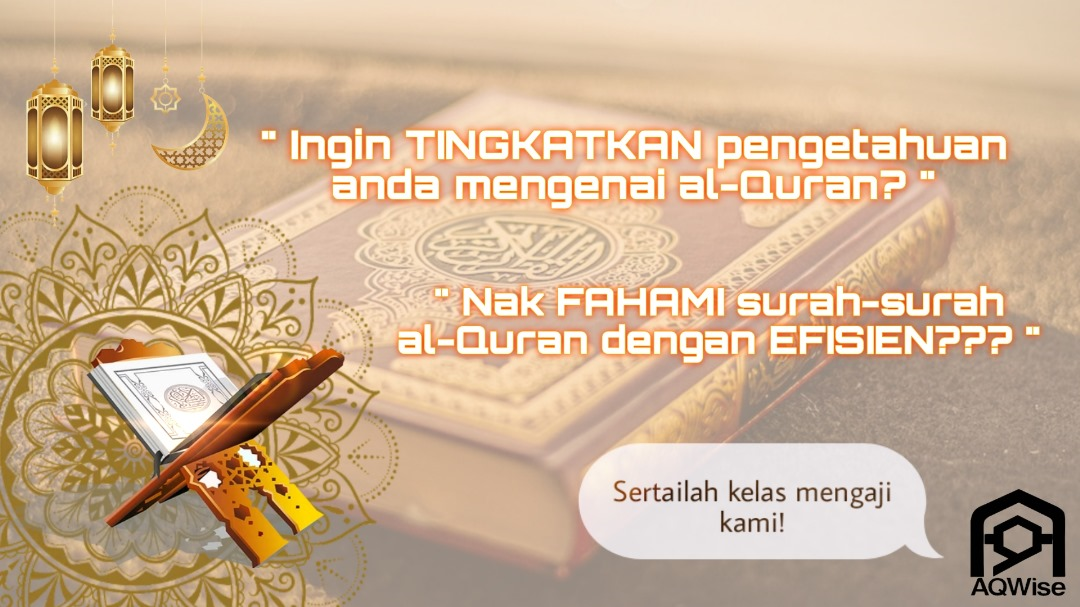 " Ingin TINGKATKAN pengetahuan
anda mengenai al-Quran? "
" Nak FAHAMI surah-surah
al-Quran dengan EFISIEN??? "
Sertailah kelas mengaji
kami!
AQWise